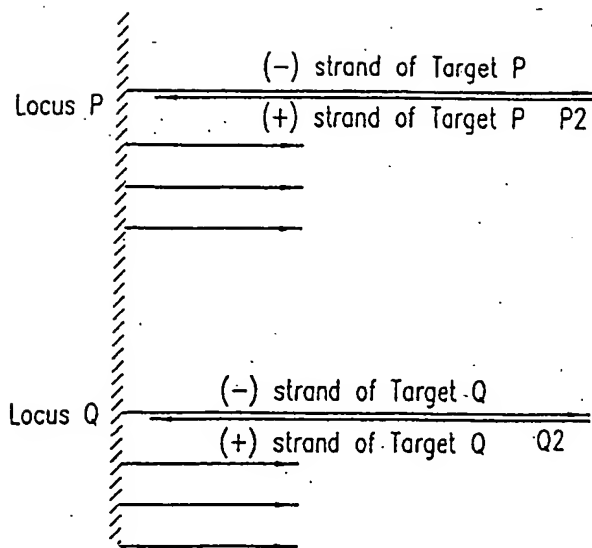 (-) strand of Target P
Locus P
(+) strand of Target P P2
(-) strand of Target Q
Locus Q
(+) strand of Target Q Q2